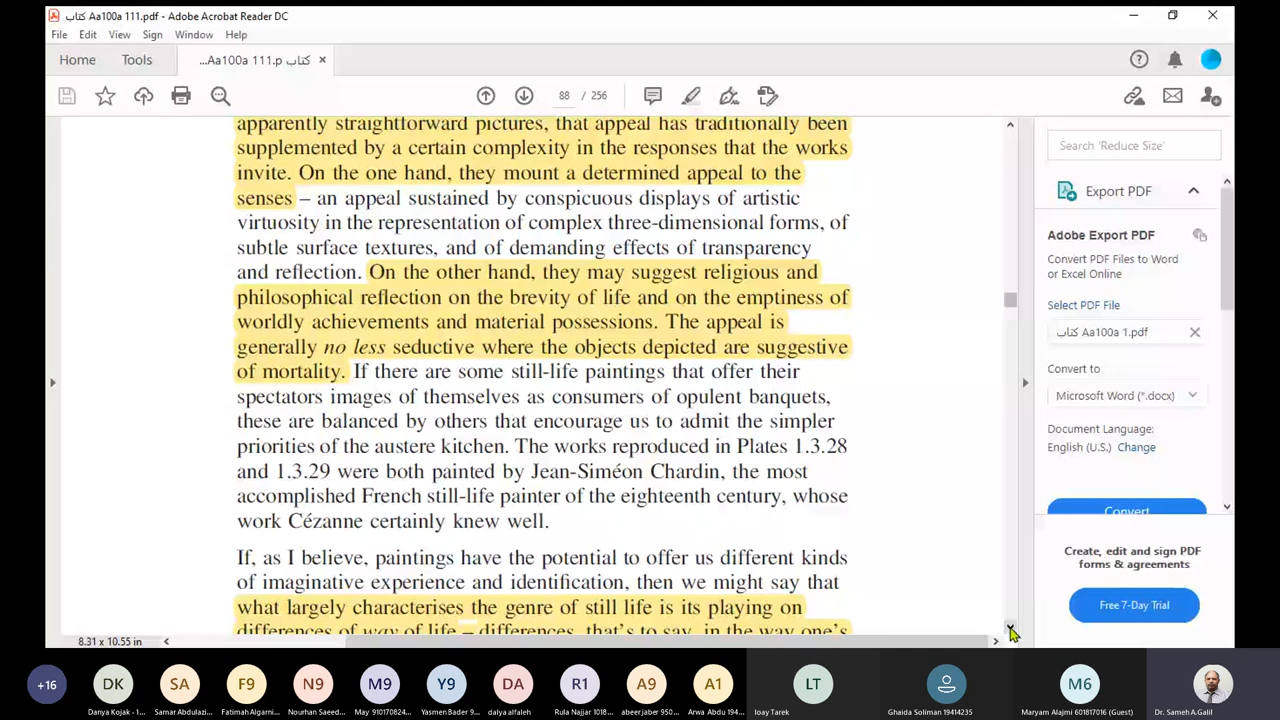 كتاب Aa100a 111.pdf - Adobe Acrobat Reader DC
File Edit View Sign Window Help
Home Tools كتاب Aa100a 111.p... ×
88 / 256
apparently straightforward pictures, that appeal has traditionally been
supplemented by a certain complexity in the responses that the works
invite. On the one hand, they mount a determined appeal to the
senses – an appeal sustained by conspicuous displays of artistic
virtuosity in the representation of complex three-dimensional forms, of
subtle surface textures, and of demanding effects of transparency
and reflection. On the other hand, they may suggest religious and
philosophical reflection on the brevity of life and on the emptiness of
worldly achievements and material possessions. The appeal is
generally no less seductive where the objects depicted are suggestive
of mortality. If there are some still-life paintings that offer their
spectators images of themselves as consumers of opulent banquets,
these are balanced by others that encourage us to admit the simpler
priorities of the austere kitchen. The works reproduced in Plates 1.3.28
and 1.3.29 were both painted by Jean-Siméon Chardin, the most
accomplished French still-life painter of the eighteenth century, whose
work Cézanne certainly knew well.
If, as I believe, paintings have the potential to offer us different kinds
of imaginative experience and identification, then we might say that
what largely characterises the genre of still life is its playing on
differences of way of life – differences, that's to say, in the way one's
8.31 x 10.55 in
Search 'Reduce Size'
Export PDF
Adobe Export PDF
Convert PDF Files to Word
or Excel Online
Select PDF File
كتاب Aa100a 1.pdf
Convert to
Microsoft Word (*.docx)
Document Language:
English (U.S.) Change
Convert
Create, edit and sign PDF
forms & agreements
Free 7-Day Trial
+16 DK SA F9 N9 M9 Y9 DA R1 A9 A1 LT M6
Danya Kojak - 1... Samar Abdulazi... Fatimah Algarni... Nourhan Saeed... May 910170824... Yasmen Bader 9... dalya alfaleh Rula Najjar 1018... abeer jaber 950... Arwa Abdu 194... loay Tarek Ghaida Soliman 19414235 Maryam Alajmi 601817016 (Guest) Dr. Sameh A.Galil